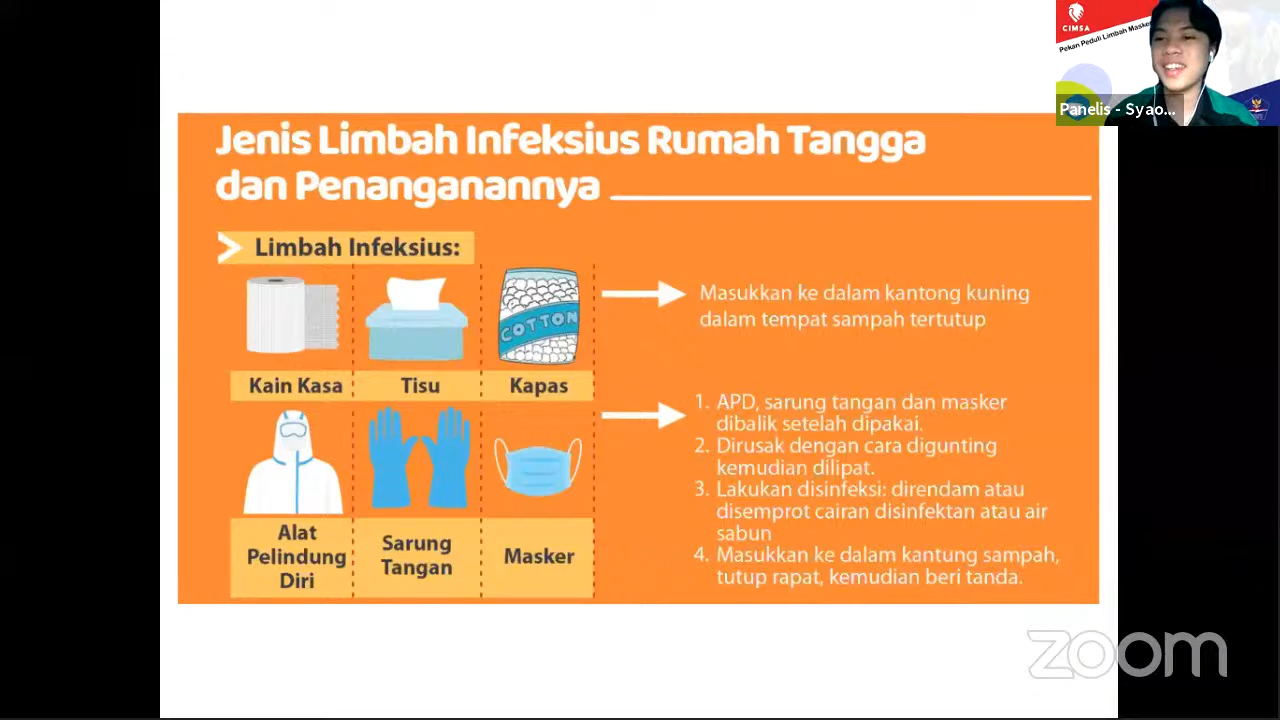 CIMSA
Pekan Peduli Limbah Masker
Panelis - Syao...
Jenis Limbah Infeksius Rumah Tangga
dan Penanganannya
Limbah Infeksius:
COTTON
Kain Kasa
Tisu
Kapas
Masukkan ke dalam kantong kuning
dalam tempat sampah tertutup
Alat
Pelindung
Diri
Sarung
Tangan
Masker
1. APD, sarung tangan dan masker
dibalik setelah dipakai.
2. Dirusak dengan cara digunting
kemudian dilipat.
3. Lakukan disinfeksi: direndam atau
disemprot cairan disinfektan atau air
sabun
4. Masukkan ke dalam kantung sampah,
tutup rapat, kemudian beri tanda.
zoom